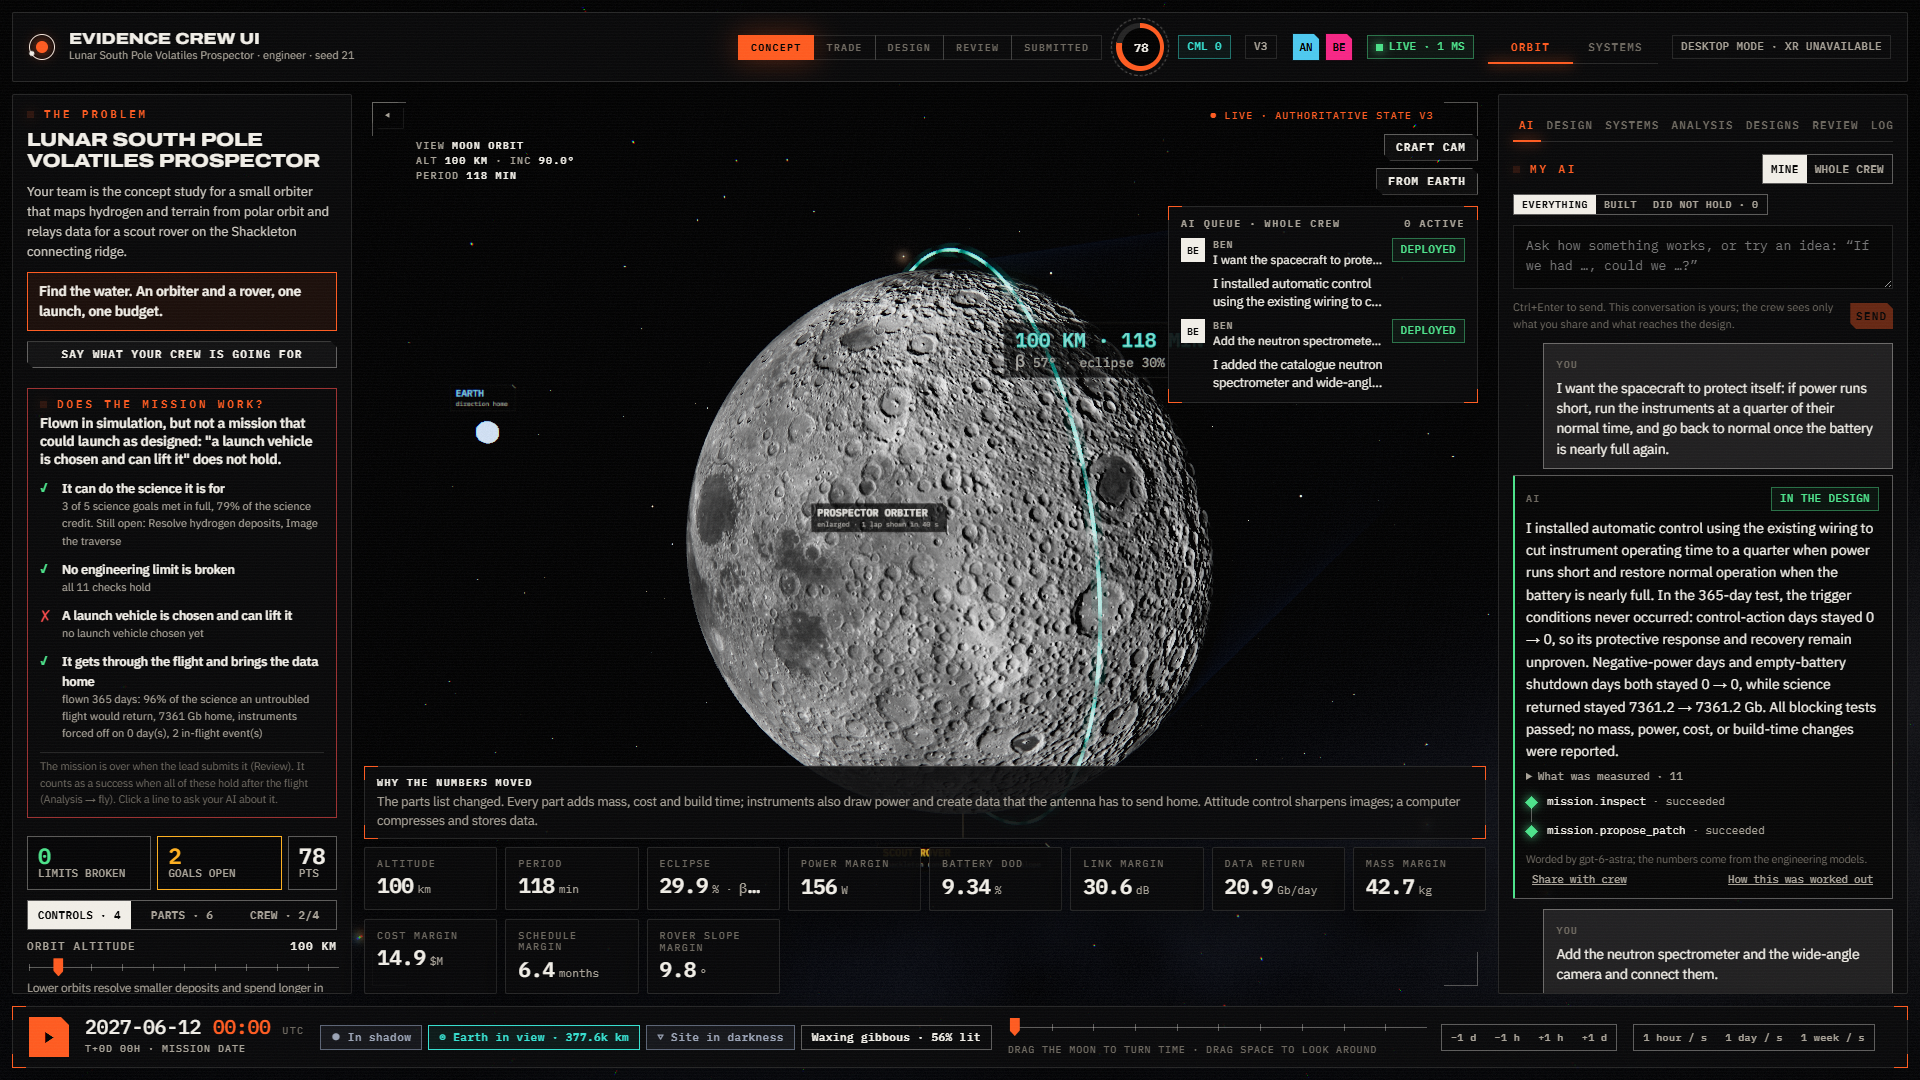 EVIDENCE CREW UI
Lunar South Pole Volatiles Prospector · engineer · seed 21
CONCEPT TRADE DESIGN REVIEW SUBMITTED
78
CML 0
V3
AN BE
LIVE · 1 MS
ORBIT SYSTEMS
DESKTOP MODE · XR UNAVAILABLE
THE PROBLEM
LUNAR SOUTH POLE
VOLATILES PROSPECTOR
Your team is the concept study for a small orbiter
that maps hydrogen and terrain from polar orbit and
relays data for a scout rover on the Shackleton
connecting ridge.
Find the water. An orbiter and a rover, one
launch, one budget.
SAY WHAT YOUR CREW IS GOING FOR
DOES THE MISSION WORK?
Flown in simulation, but not a mission that
could launch as designed: "a launch vehicle
is chosen and can lift it" does not hold.
✓ It can do the science it is for
3 of 5 science goals met in full, 79% of the science
credit. Still open: Resolve hydrogen deposits, Image
the traverse
✓ No engineering limit is broken
all 11 checks hold
✗ A launch vehicle is chosen and can lift it
no launch vehicle chosen yet
✓ It gets through the flight and brings the data
home
flown 365 days: 96% of the science an untroubled
flight would return, 7361 Gb home, instruments
forced off on 0 day(s), 2 in-flight event(s)
The mission is over when the lead submits it (Review). It
counts as a success when all of these hold after the flight
(Analysis → fly). Click a line to ask your AI about it.
0
LIMITS BROKEN
2
GOALS OPEN
78
PTS
CONTROLS · 4 PARTS · 6 CREW · 2/4
ORBIT ALTITUDE 100 KM
Lower orbits resolve smaller deposits and spend longer in
VIEW MOON ORBIT
ALT 100 KM · INC 90.0°
PERIOD 118 MIN
LIVE · AUTHORITATIVE STATE V3
CRAFT CAM
FROM EARTH
AI QUEUE · WHOLE CREW 0 ACTIVE
BE BEN
I want the spacecraft to prote... DEPLOYED
I installed automatic control
using the existing wiring to c...
BE BEN
Add the neutron spectromete... DEPLOYED
I added the catalogue neutron
spectrometer and wide-angl...
100 KM · 118
β 57° · eclipse 30%
EARTH
direction home
PROSPECTOR ORBITER
enlarged · 1 lap shown in 40 s
WHY THE NUMBERS MOVED
The parts list changed. Every part adds mass, cost and build time; instruments also draw power and create data that the antenna has to send home. Attitude control sharpens images; a computer
compresses and stores data.
SCOUT ROVER
ALTITUDE
100 km
PERIOD
118 min
ECLIPSE
29.9 % · β...
POWER MARGIN
156 W
BATTERY DOD
9.34 %
LINK MARGIN
30.6 dB
DATA RETURN
20.9 Gb/day
MASS MARGIN
42.7 kg
COST MARGIN
14.9 $M
SCHEDULE
MARGIN
6.4 months
ROVER SLOPE
MARGIN
9.8 °
AI DESIGN SYSTEMS ANALYSIS DESIGNS REVIEW LOG
MY AI
MINE WHOLE CREW
EVERYTHING BUILT DID NOT HOLD · 0
Ask how something works, or try an idea: “If
we had …, could we …?”
Ctrl+Enter to send. This conversation is yours; the crew sees only
what you share and what reaches the design.
SEND
YOU
I want the spacecraft to protect itself: if power runs
short, run the instruments at a quarter of their
normal time, and go back to normal once the battery
is nearly full again.
AI IN THE DESIGN
I installed automatic control using the existing wiring to
cut instrument operating time to a quarter when power
runs short and restore normal operation when the
battery is nearly full. In the 365-day test, the trigger
conditions never occurred: control-action days stayed 0
→ 0, so its protective response and recovery remain
unproven. Negative-power days and empty-battery
shutdown days both stayed 0 → 0, while science
returned stayed 7361.2 → 7361.2 Gb. All blocking tests
passed; no mass, power, cost, or build-time changes
were reported.
▶ What was measured · 11
mission.inspect · succeeded
mission.propose_patch · succeeded
Worded by gpt-6-astra; the numbers come from the engineering models.
Share with crew How this was worked out
YOU
Add the neutron spectrometer and the wide-angle
camera and connect them.
2027-06-12 00:00 UTC
T+0D 00H · MISSION DATE
In shadow
Earth in view · 377.6k km
▽ Site in darkness
Waxing gibbous · 56% lit
DRAG THE MOON TO TURN TIME · DRAG SPACE TO LOOK AROUND
−1 d −1 h +1 h +1 d
1 hour / s 1 day / s 1 week / s